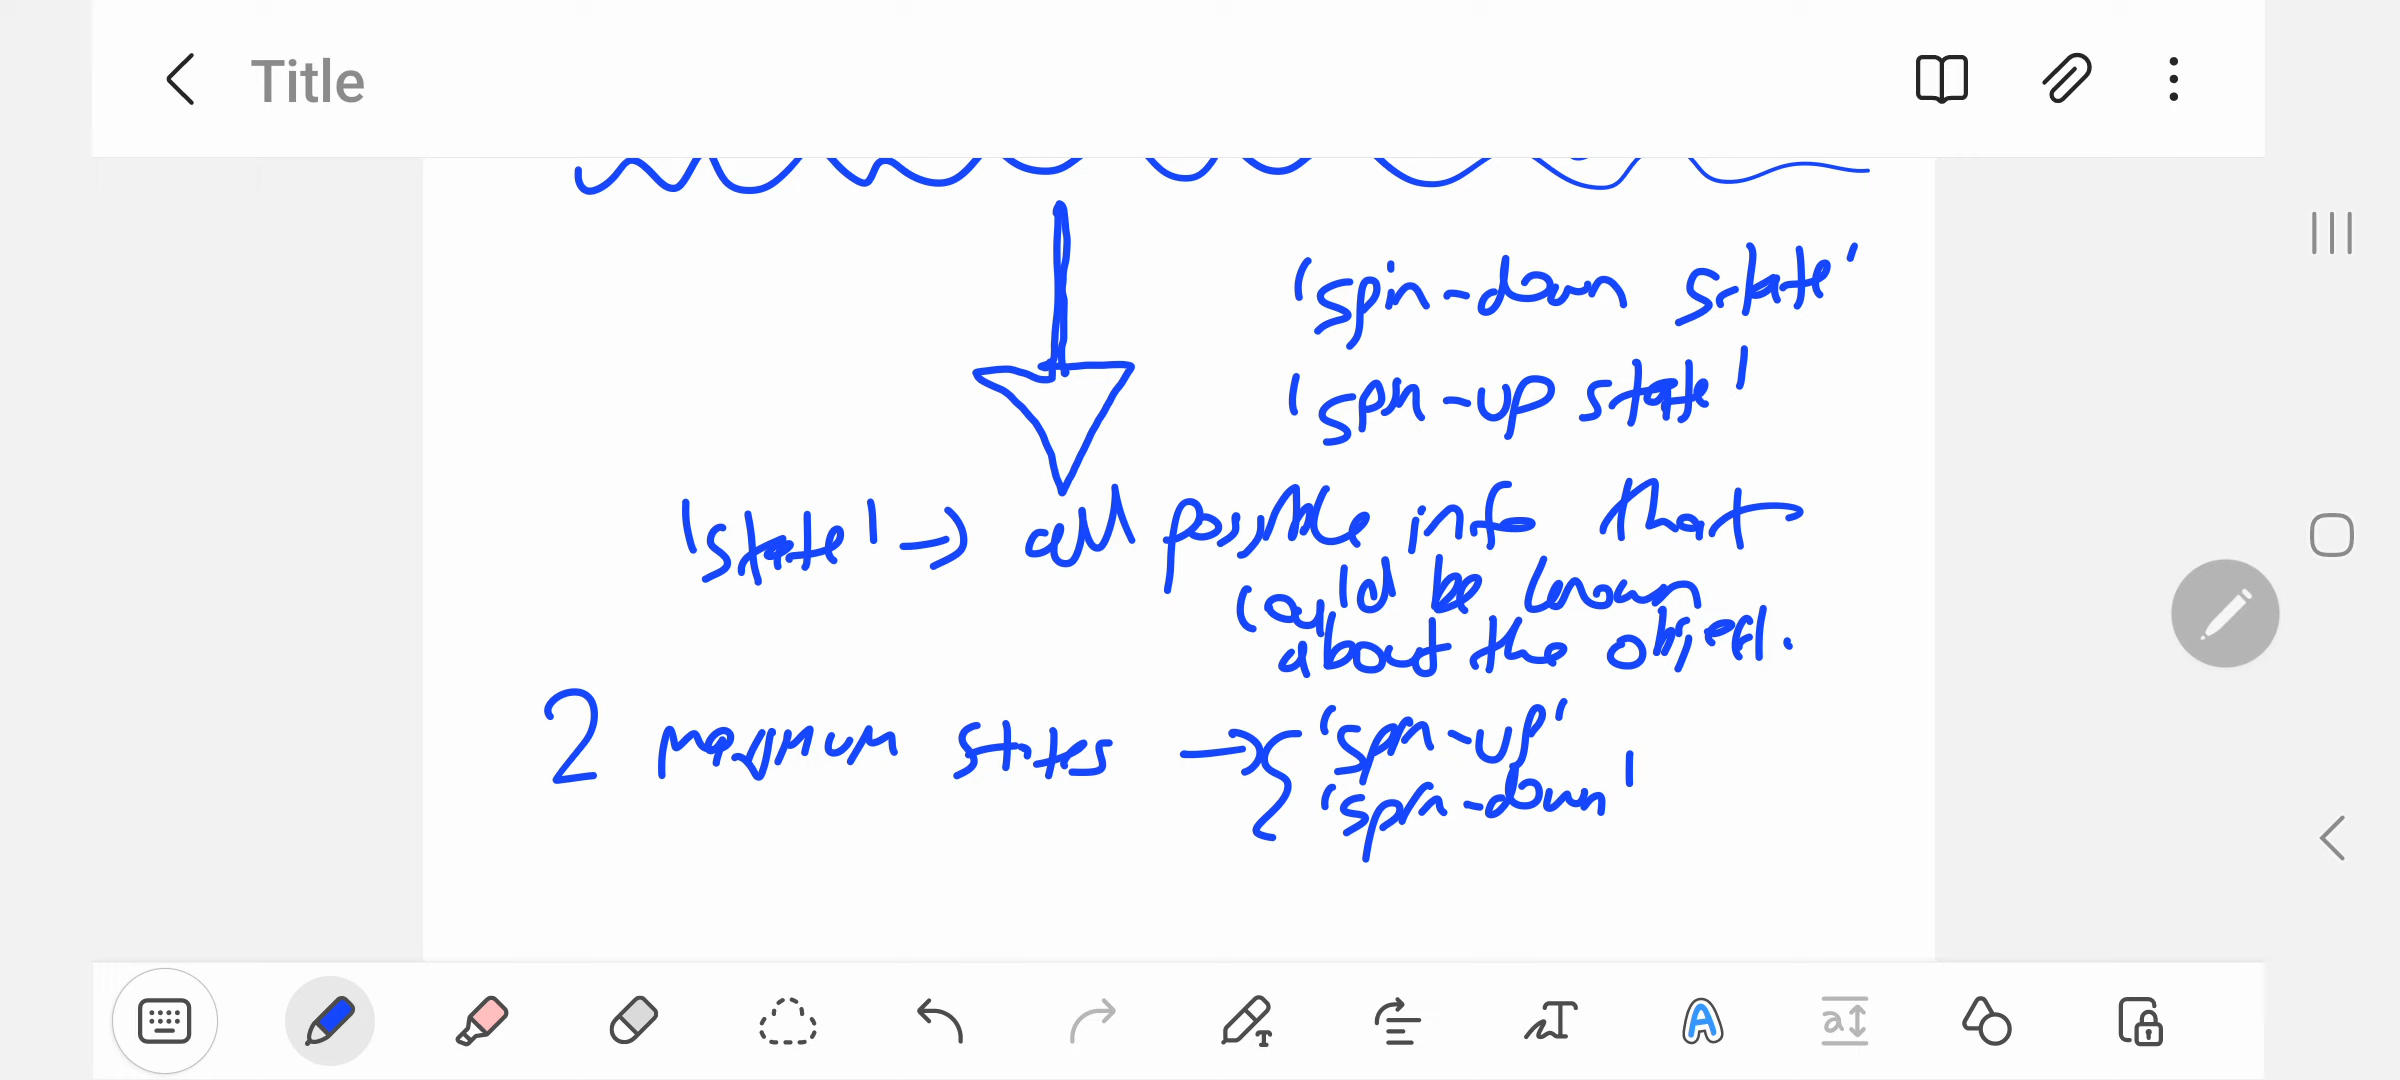 Title
'spin-down state'
'spin-up state'
'state' → all possible info that
could be known
about the object.
2 maximum states → { 'spin-up'
'spin-down'